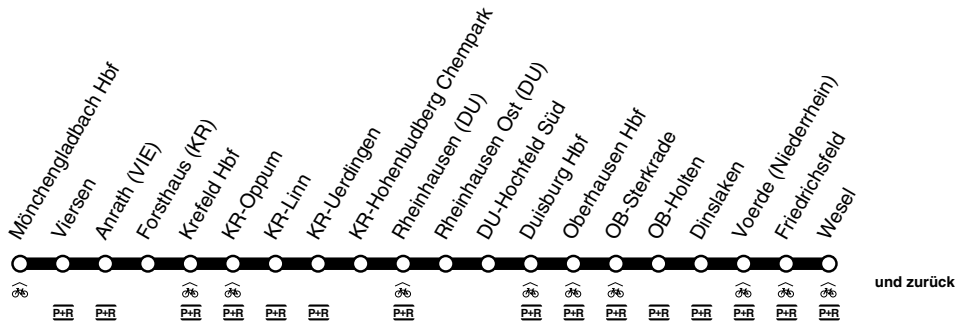 Mönchengladbach Hbf
Viersen
Anrath (VIE)
Forsthaus (KR)
Krefeld Hbf
KR-Oppum
KR-Linn
KR-Uerdingen
KR-Hohenbudberg Chempark
Rheinhausen (DU)
Rheinhausen Ost (DU)
DU-Hochfeld Süd
Duisburg Hbf
Oberhausen Hbf
OB-Sterkrade
OB-Holten
Dinslaken
Voerde (Niederrhein)
Friedrichsfeld
Wesel
und zurück
P+R P+R P+R P+R P+R P+R P+R P+R P+R P+R P+R P+R P+R P+R P+R